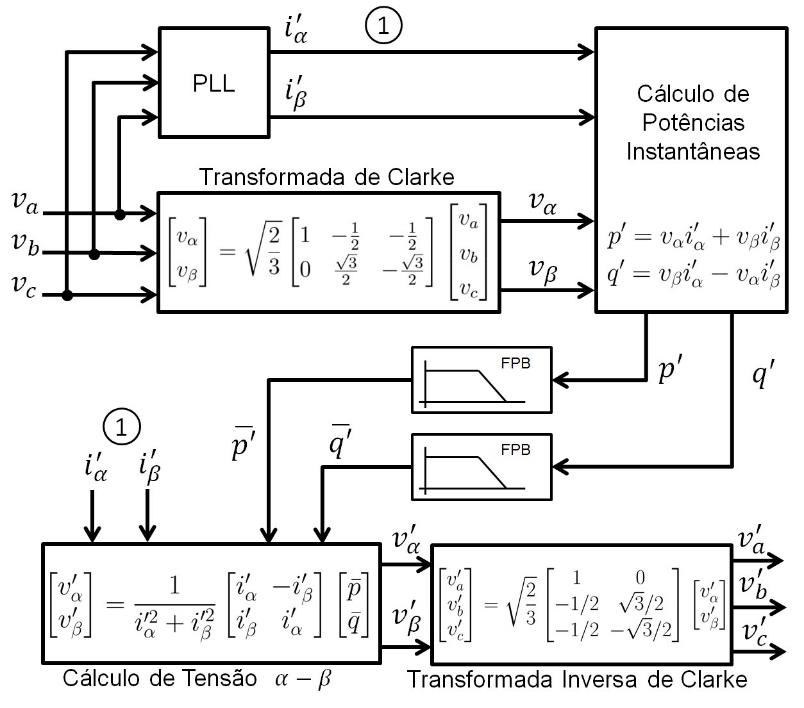 i′α
1
PLL
i′β
Cálculo de
Potências
Instantâneas
Transformada de Clarke
va
vb
vc
[vα vβ] = √(2/3) [1 −1/2 −1/2; 0 √3/2 −√3/2] [va vb vc]
vα
vβ
p′ = vαi′α + vβi′β
q′ = vβi′α − vαi′β
FPB
p′
q′
FPB
p̅′
q̅′
1
i′α
i′β
[v′α v′β] = 1/(i′²α + i′²β) [i′α −i′β; i′β i′α] [p̄ q̄]
v′α
v′β
[v′a v′b v′c] = √(2/3) [1 0; −1/2 √3/2; −1/2 −√3/2] [v′α v′β]
v′a
v′b
v′c
Cálculo de Tensão α − β
Transformada Inversa de Clarke